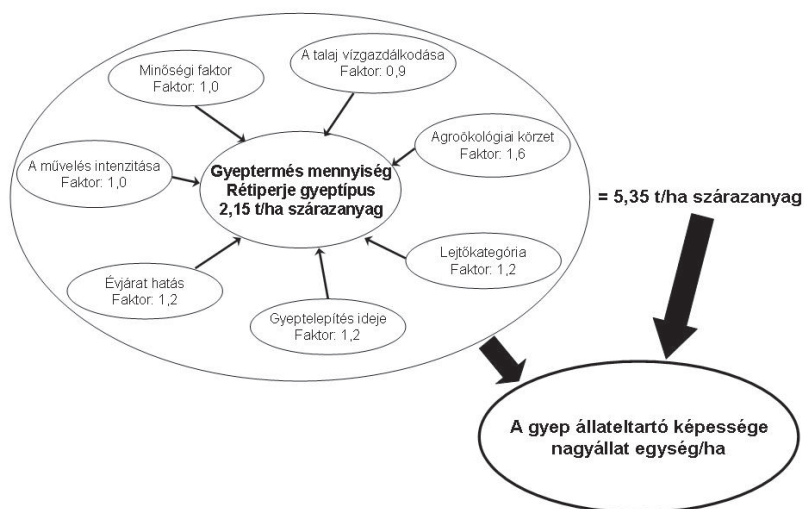 A talaj vízgazdálkodása
Faktor: 0,9
Minőségi faktor
Faktor: 1,0
Agroökológiai körzet
Faktor: 1,6
A művelés intenzitása
Faktor: 1,0
Gyeptermés mennyiség
Rétiperje gyeptípus
2,15 t/ha szárazanyag
= 5,35 t/ha szárazanyag
Lejtőkategória
Faktor: 1,2
Évjárat hatás
Faktor: 1,2
Gyeptelepítés ideje
Faktor: 1,2
A gyep állateltartó képessége
nagyállat egység/ha